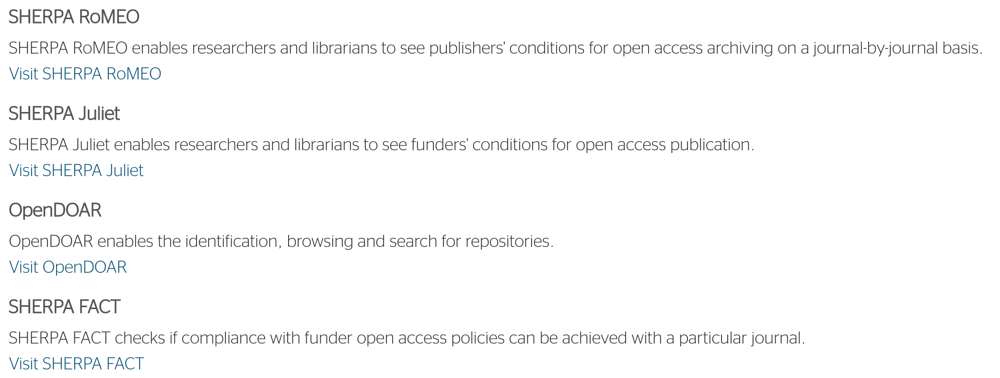 SHERPA RoMEO
SHERPA RoMEO enables researchers and librarians to see publishers' conditions for open access archiving on a journal-by-journal basis.
Visit SHERPA RoMEO
SHERPA Juliet
SHERPA Juliet enables researchers and librarians to see funders' conditions for open access publication.
Visit SHERPA Juliet
OpenDOAR
OpenDOAR enables the identification, browsing and search for repositories.
Visit OpenDOAR
SHERPA FACT
SHERPA FACT checks if compliance with funder open access policies can be achieved with a particular journal.
Visit SHERPA FACT